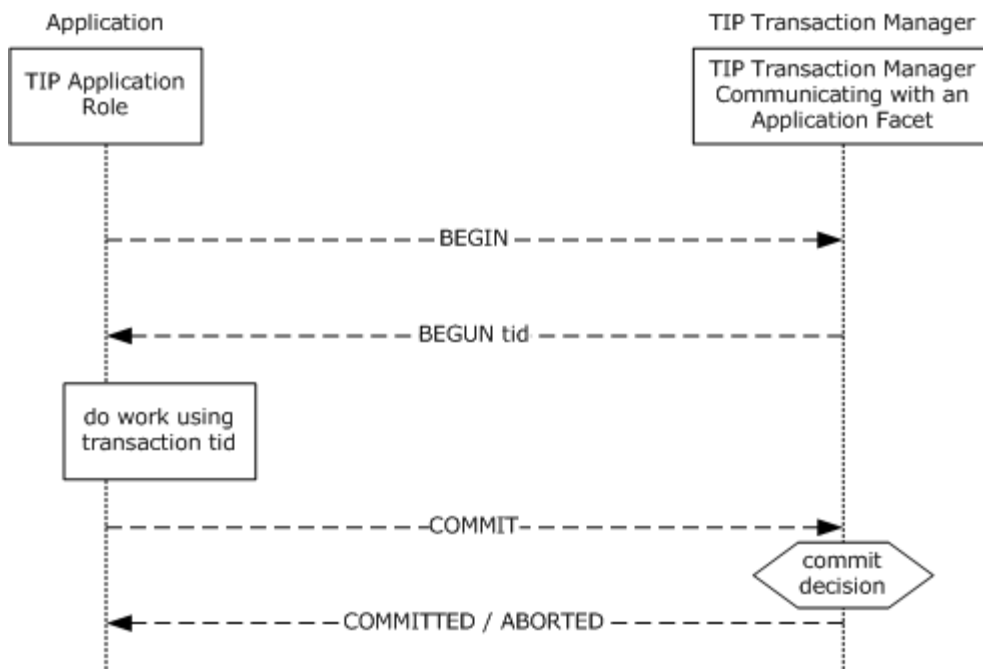 Application
TIP Transaction Manager
TIP Application
Role
TIP Transaction Manager
Communicating with an
Application Facet
BEGIN
BEGUN tid
do work using
transaction tid
COMMIT
commit
decision
COMMITTED / ABORTED